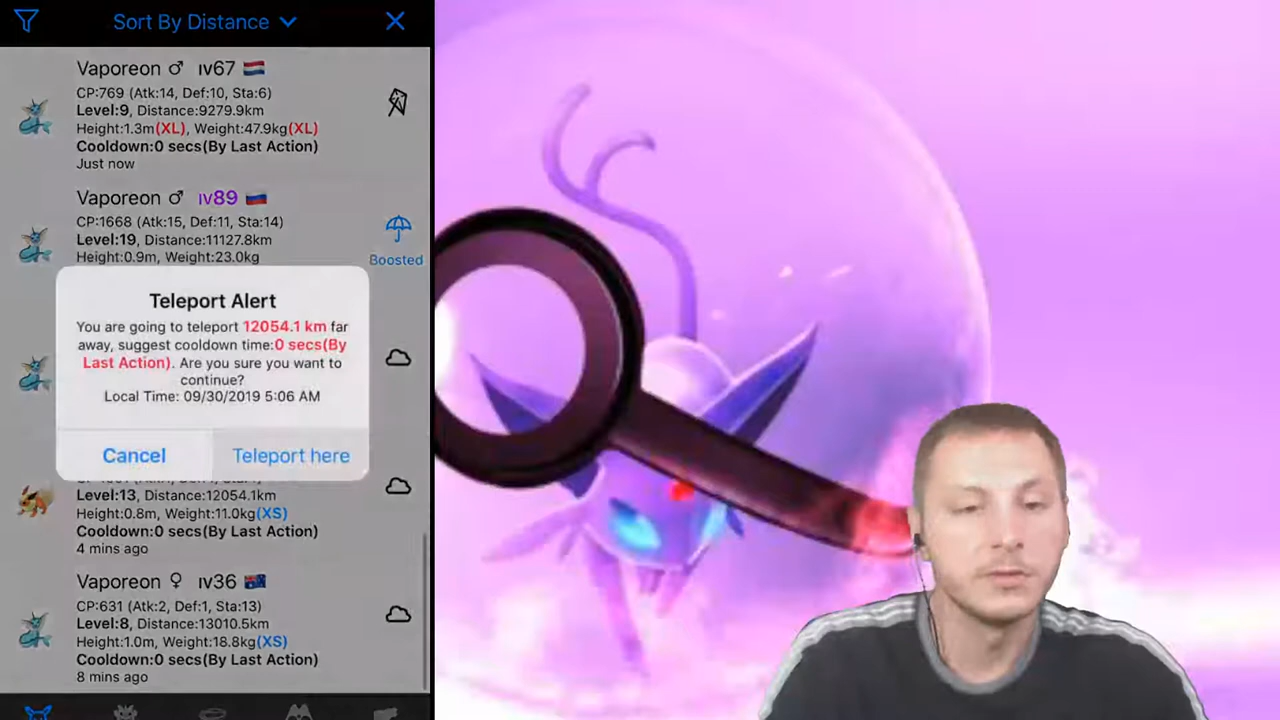 Sort By Distance
Vaporeon ♂ IV67
CP:769 (Atk:14, Def:10, Sta:6)
Level:9, Distance:9279.9km
Height:1.3m(XL), Weight:47.9kg(XL)
Cooldown:0 secs(By Last Action)
Just now
Vaporeon ♂ IV89
CP:1668 (Atk:15, Def:11, Sta:14)
Level:19, Distance:11127.8km
Height:0.9m, Weight:23.0kg
Boosted
Teleport Alert
You are going to teleport 12054.1 km far
away, suggest cooldown time:0 secs(By
Last Action). Are you sure you want to
continue?
Local Time: 09/30/2019 5:06 AM
Cancel
Teleport here
Level:13, Distance:12054.1km
Height:0.8m, Weight:11.0kg(XS)
Cooldown:0 secs(By Last Action)
4 mins ago
Vaporeon ♀ IV36
CP:631 (Atk:2, Def:1, Sta:13)
Level:8, Distance:13010.5km
Height:1.0m, Weight:18.8kg(XS)
Cooldown:0 secs(By Last Action)
8 mins ago